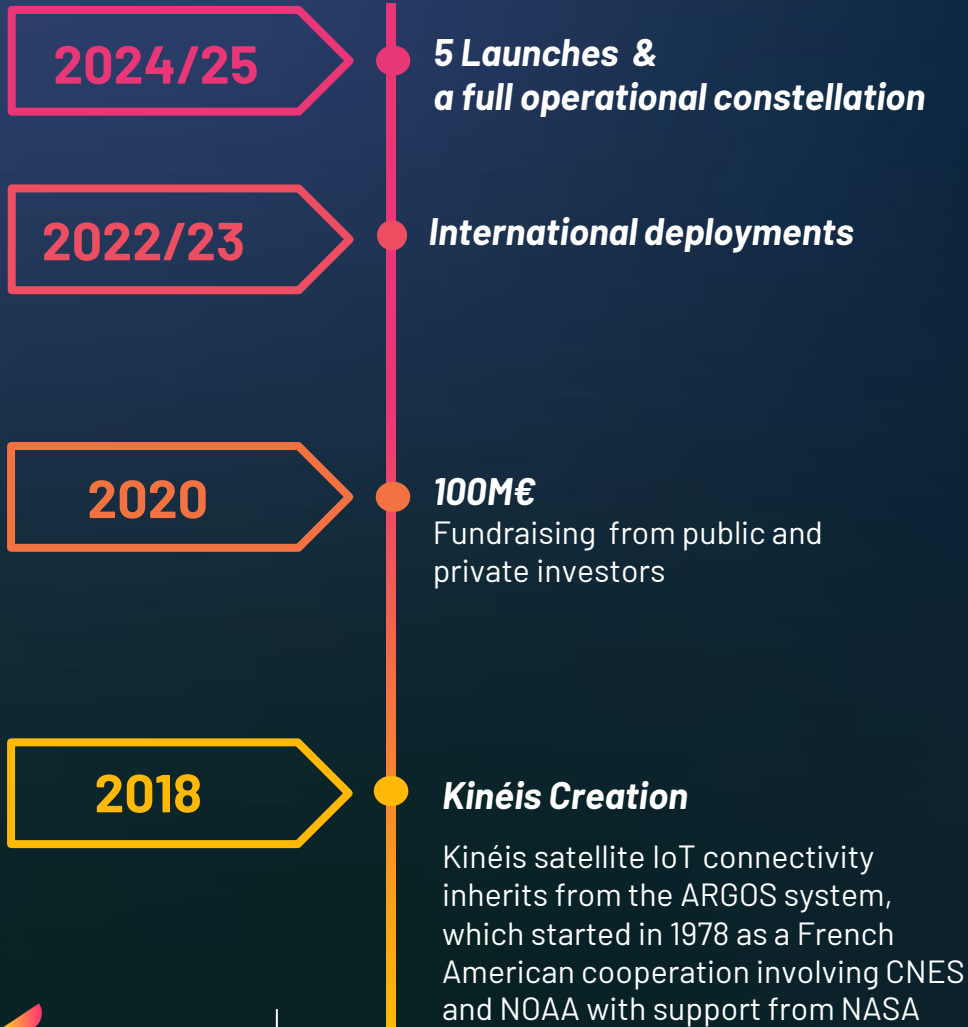 2024/25
5 Launches &
a full operational constellation
2022/23
International deployments
2020
100M€
Fundraising from public and
private investors
2018
Kinéis Creation
Kinéis satellite IoT connectivity
inherits from the ARGOS system,
which started in 1978 as a French
American cooperation involving CNES
and NOAA with support from NASA